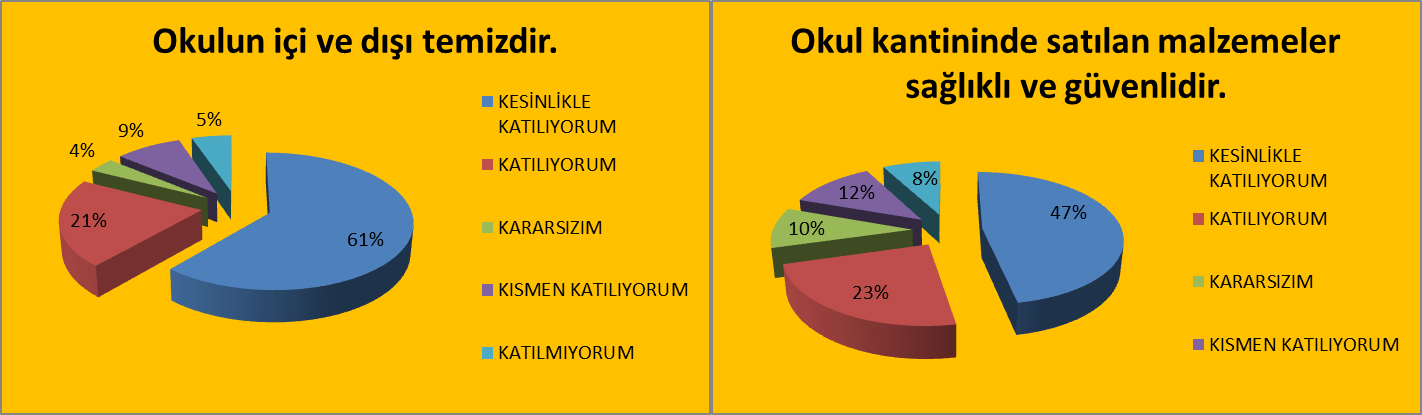 Okulun içi ve dışı temizdir.
5%
9%
4%
21%
61%
KESİNLİKLE
KATILIYORUM
KATILIYORUM
KARARSIZIM
KISMEN KATILIYORUM
KATILMIYORUM
Okul kantininde satılan malzemeler
sağlıklı ve güvenlidir.
8%
12%
10%
23%
47%
KESİNLİKLE
KATILIYORUM
KATILIYORUM
KARARSIZIM
KISMEN KATILIYORUM